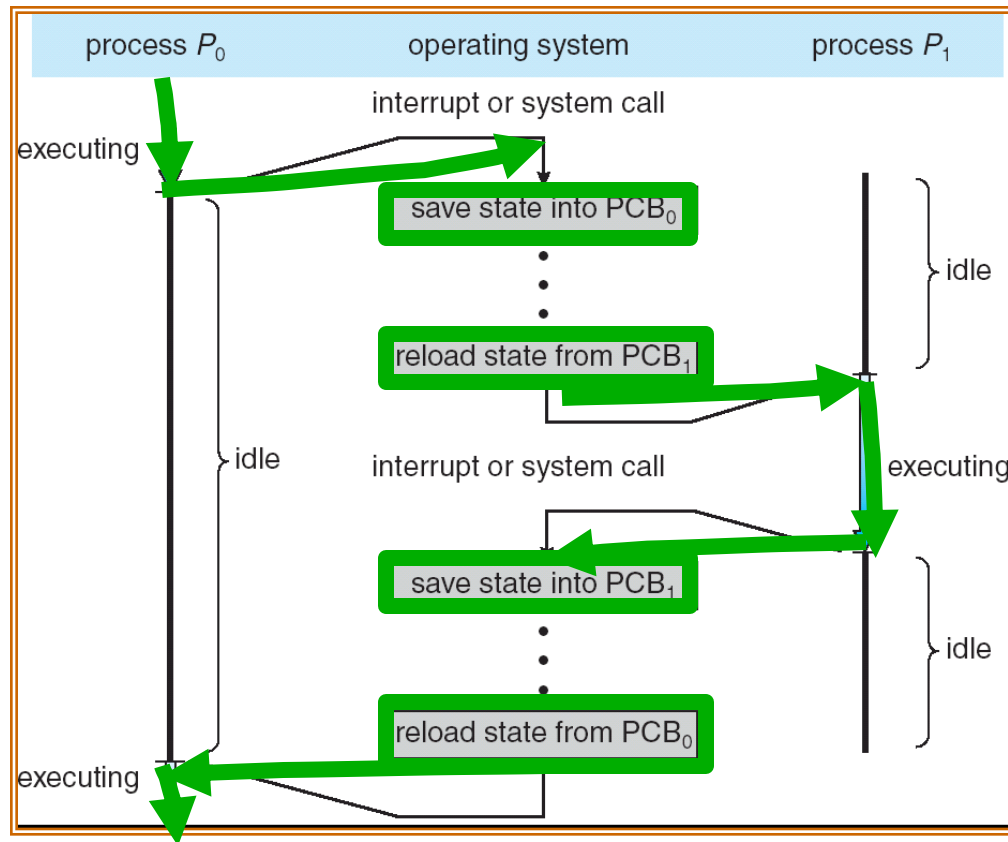 process P₀ operating system process P₁
interrupt or system call
executing
save state into PCB₀
idle
reload state from PCB₁
idle
interrupt or system call
executing
save state into PCB₁
idle
reload state from PCB₀
executing